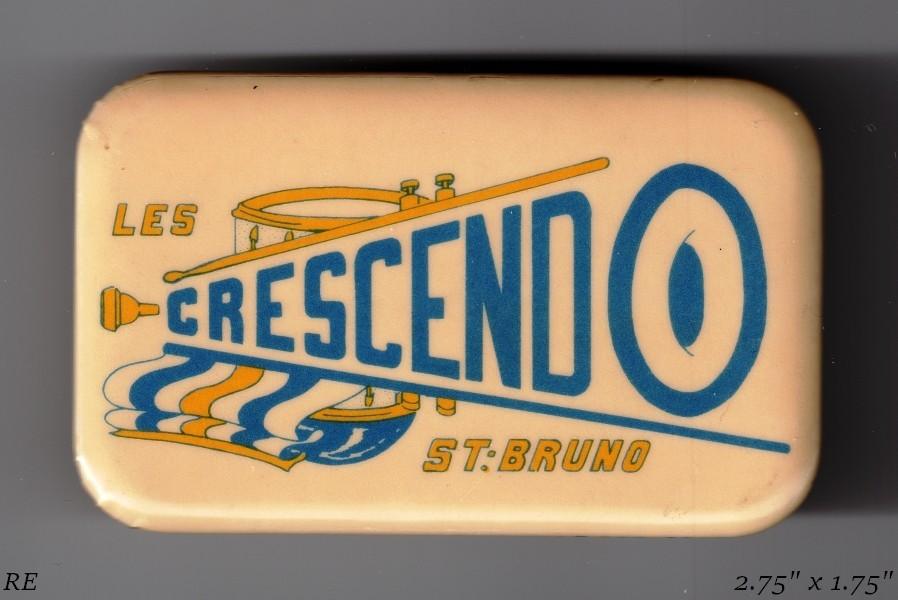 LES
CRESCENDO
ST:BRUNO
RE
2.75" x 1.75"